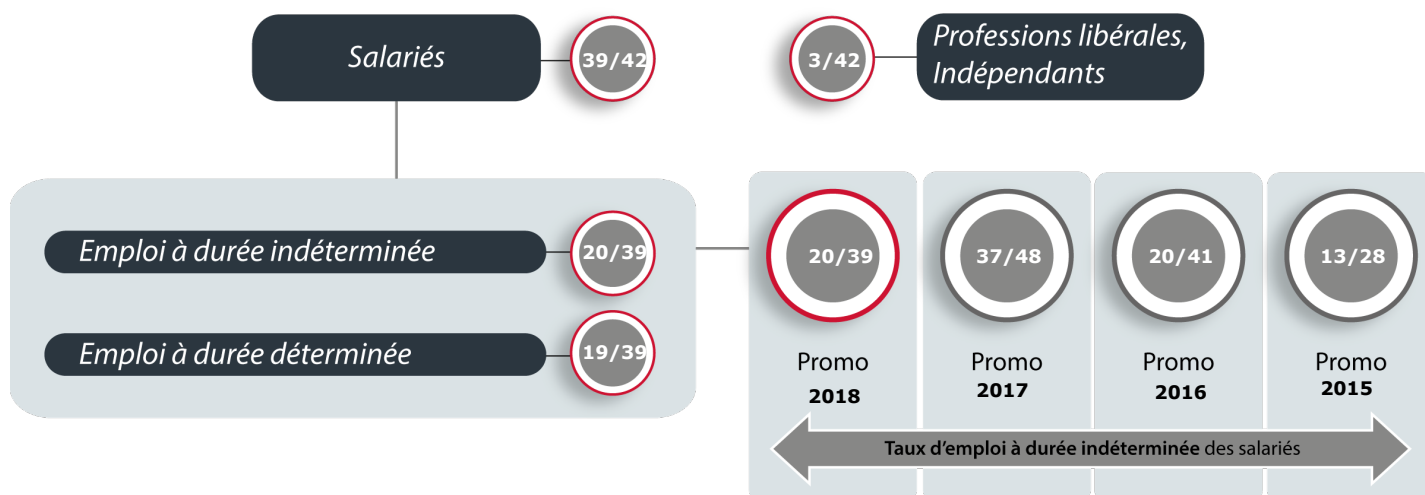 Salariés
39/42
3/42
Professions libérales,
Indépendants
Emploi à durée indéterminée
20/39
Emploi à durée déterminée
19/39
20/39
37/48
20/41
13/28
Promo
2018
Promo
2017
Promo
2016
Promo
2015
Taux d’emploi à durée indéterminée des salariés